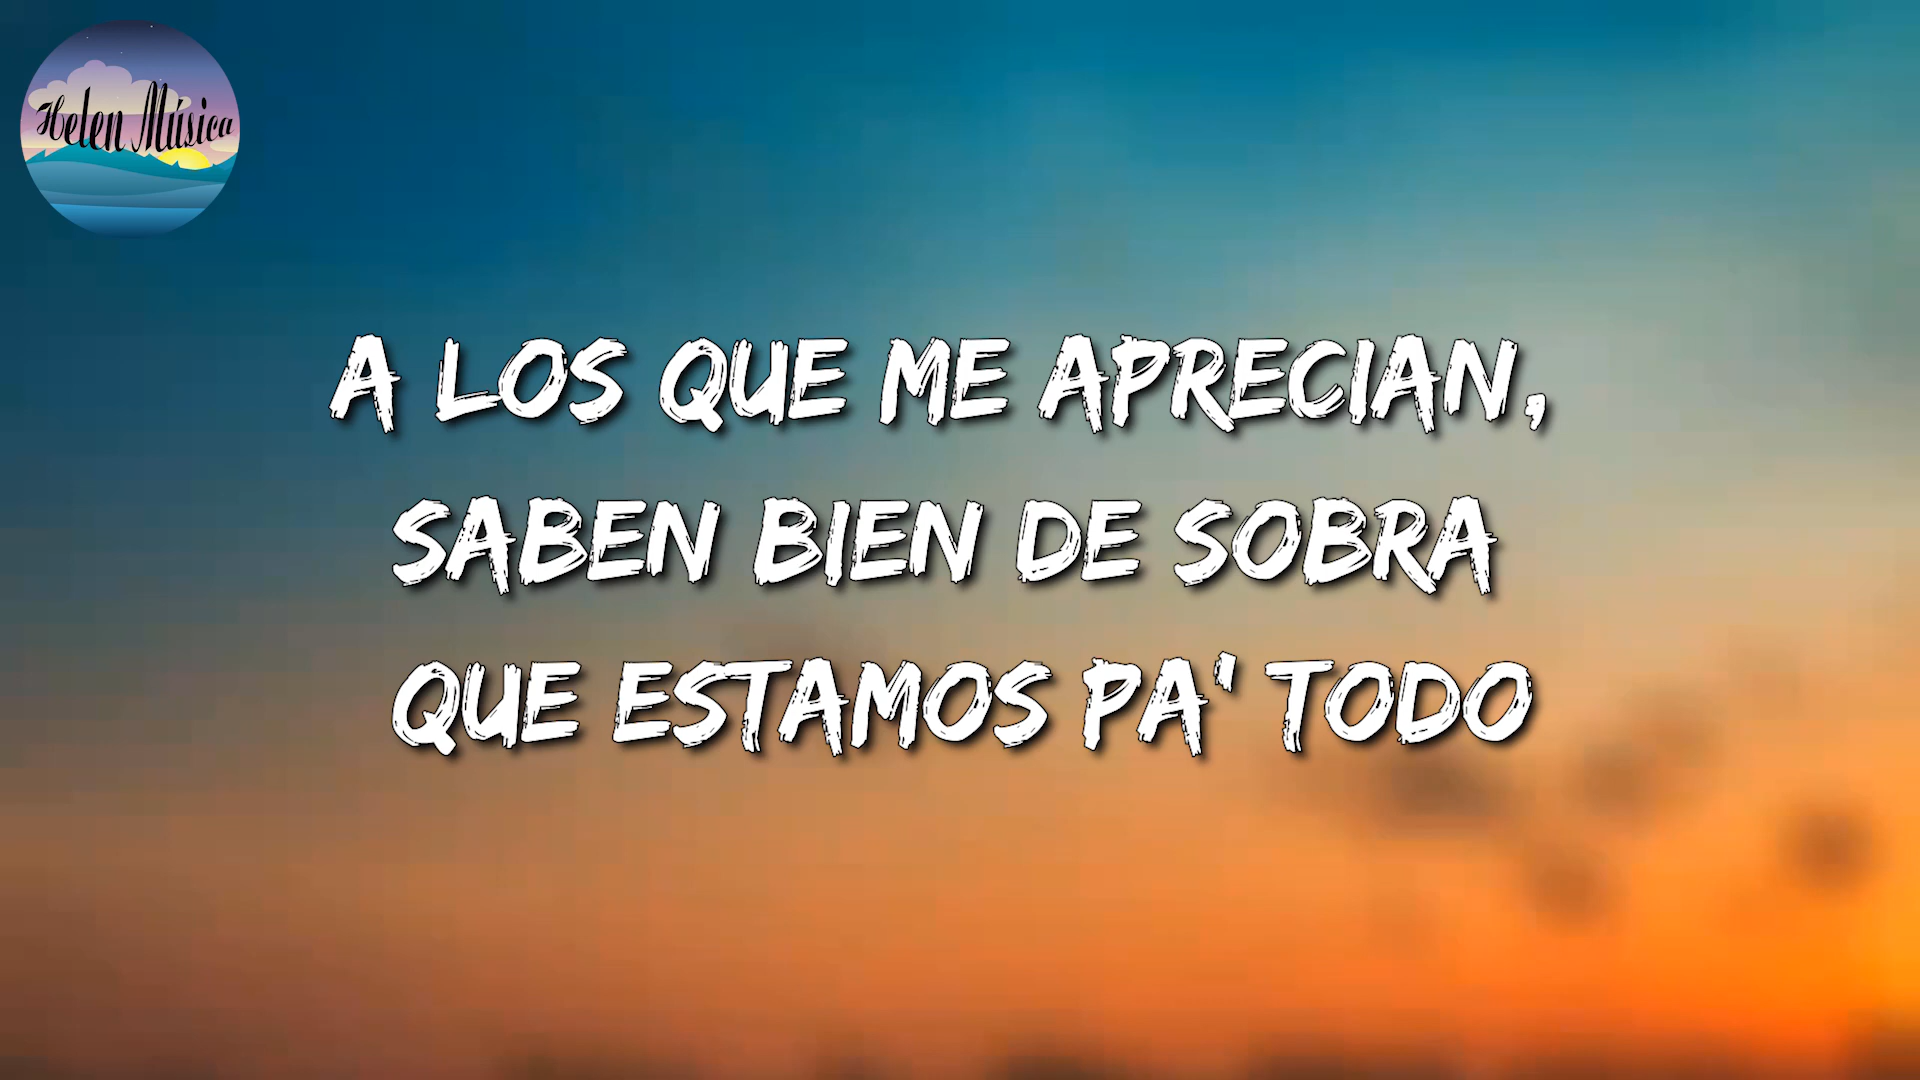 Helen Música
A LOS QUE ME APRECIAN,
SABEN BIEN DE SOBRA
QUE ESTAMOS PA' TODO